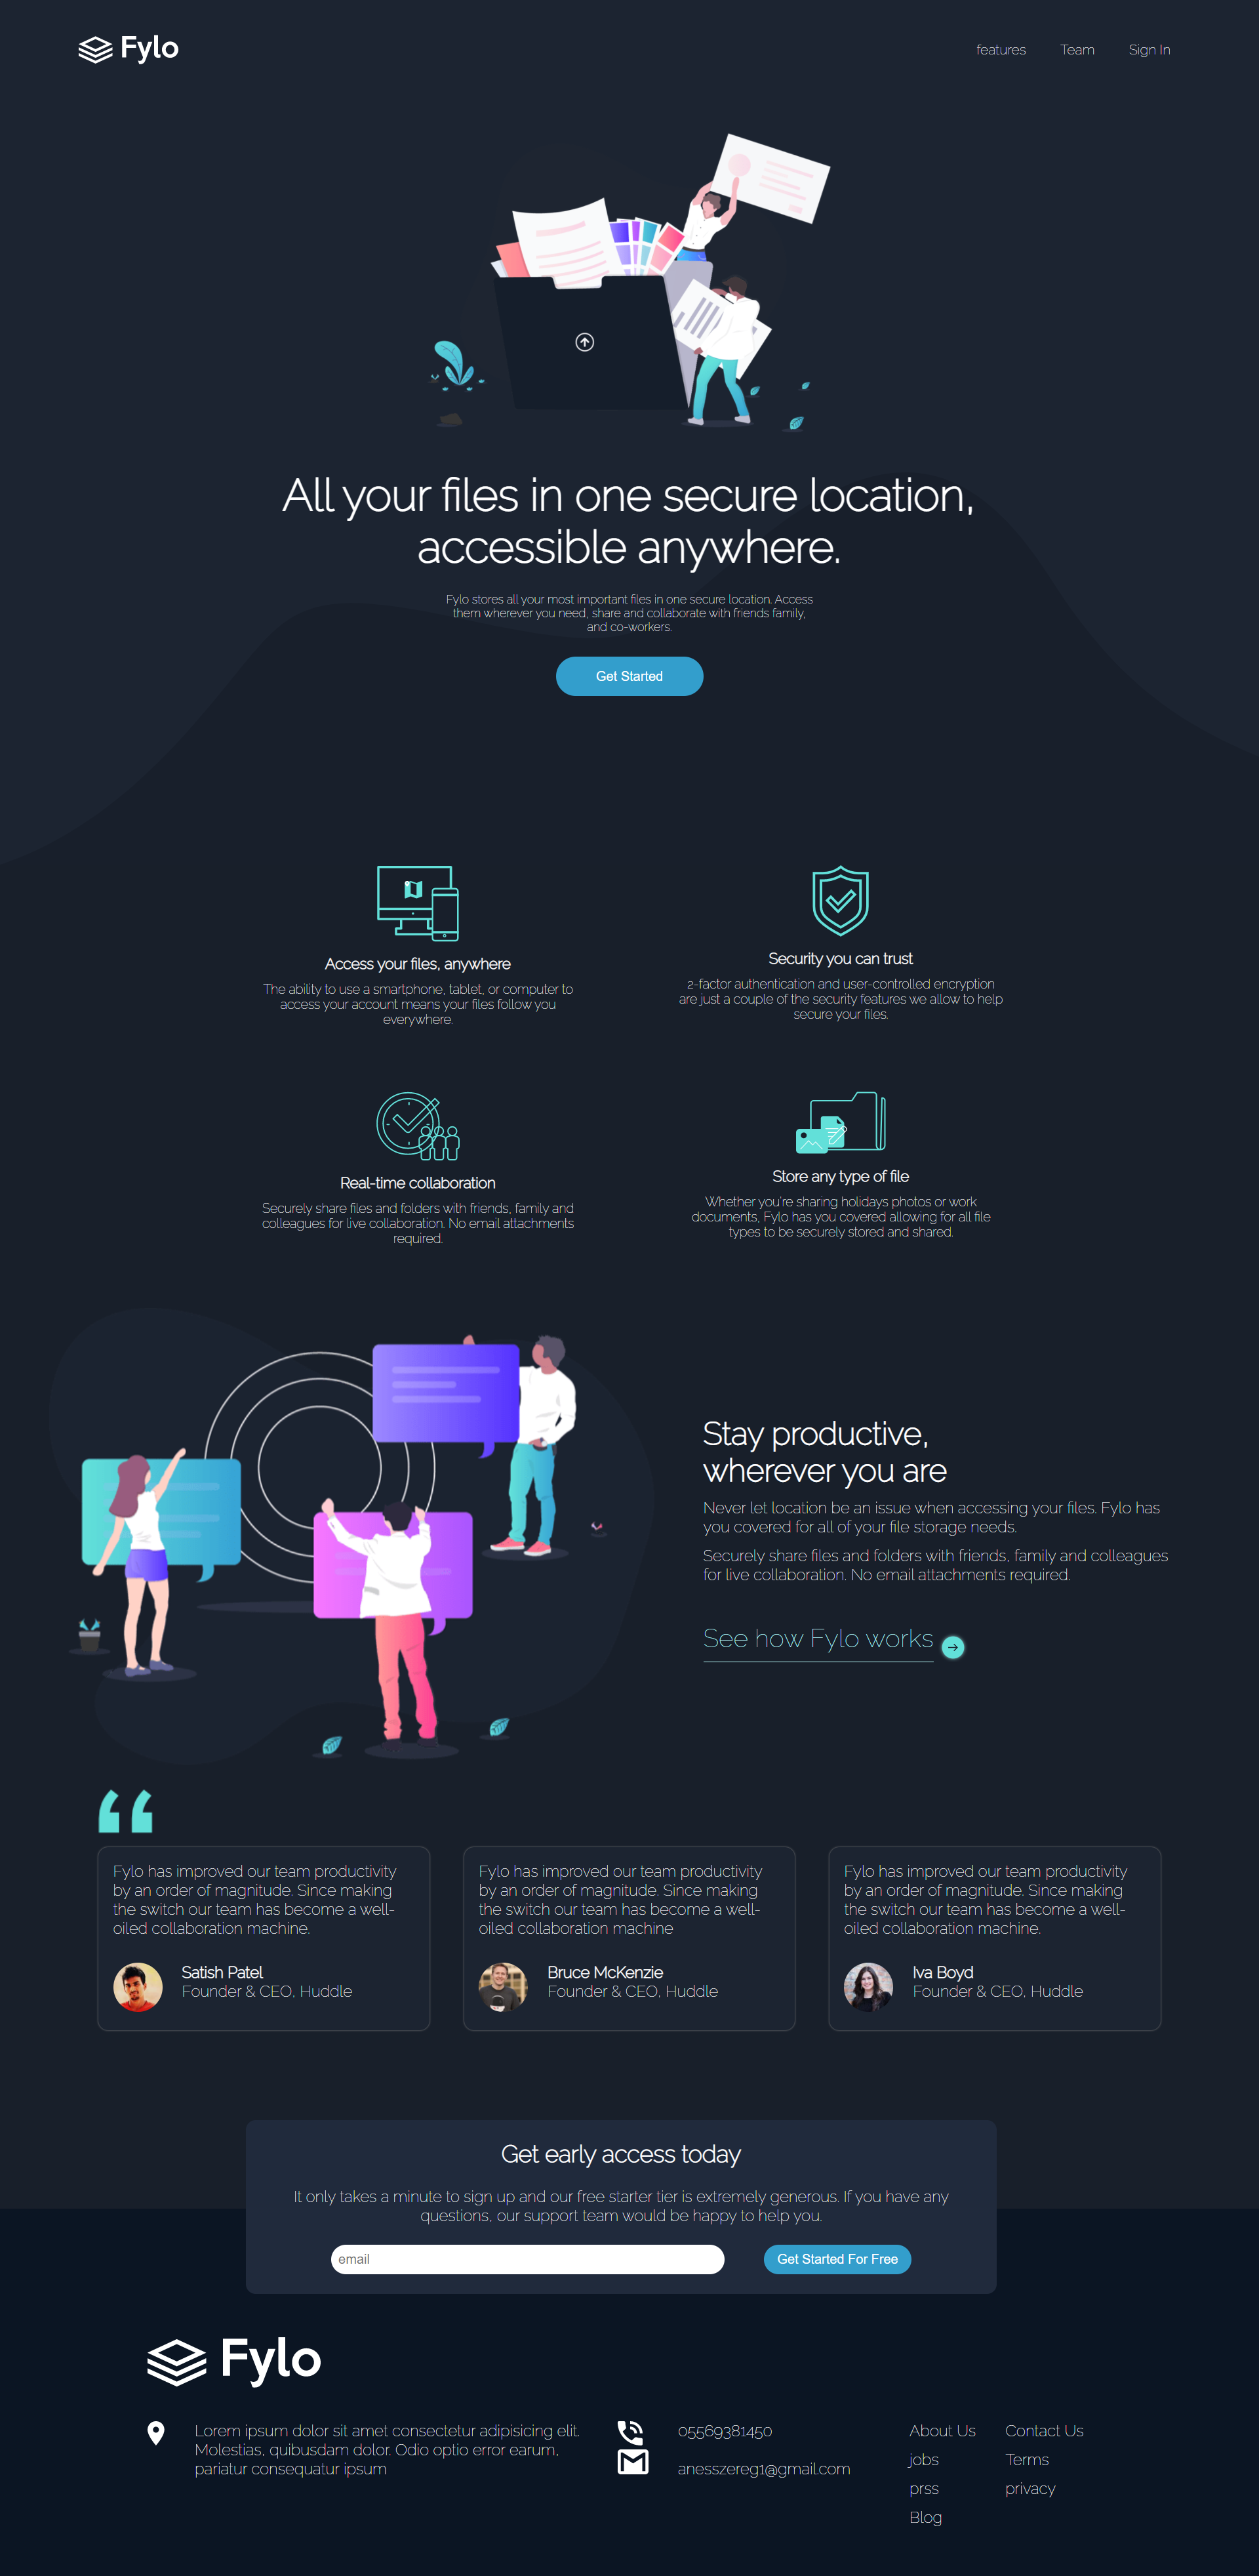 Fylo
features Team Sign In
All your files in one secure location,
accessible anywhere.
Fylo stores all your most important files in one secure location. Access
them wherever you need, share and collaborate with friends family,
and co-workers.
Get Started
Access your files, anywhere
The ability to use a smartphone, tablet, or computer to
access your account means your files follow you
everywhere.
Security you can trust
2-factor authentication and user-controlled encryption
are just a couple of the security features we allow to help
secure your files.
Real-time collaboration
Securely share files and folders with friends, family and
colleagues for live collaboration. No email attachments
required.
Store any type of file
Whether you're sharing holidays photos or work
documents, Fylo has you covered allowing for all file
types to be securely stored and shared.
Stay productive,
wherever you are
Never let location be an issue when accessing your files. Fylo has
you covered for all of your file storage needs.
Securely share files and folders with friends, family and colleagues
for live collaboration. No email attachments required.
See how Fylo works
Fylo has improved our team productivity
by an order of magnitude. Since making
the switch our team has become a well-
oiled collaboration machine.
Satish Patel
Founder & CEO, Huddle
Fylo has improved our team productivity
by an order of magnitude. Since making
the switch our team has become a well-
oiled collaboration machine
Bruce McKenzie
Founder & CEO, Huddle
Fylo has improved our team productivity
by an order of magnitude. Since making
the switch our team has become a well-
oiled collaboration machine.
Iva Boyd
Founder & CEO, Huddle
Get early access today
It only takes a minute to sign up and our free starter tier is extremely generous. If you have any
questions, our support team would be happy to help you.
email
Get Started For Free
Fylo
Lorem ipsum dolor sit amet consectetur adipisicing elit.
Molestias, quibusdam dolor. Odio optio error earum,
pariatur consequatur ipsum
05569381450
anesszereg1@gmail.com
About Us
jobs
prss
Blog
Contact Us
Terms
privacy